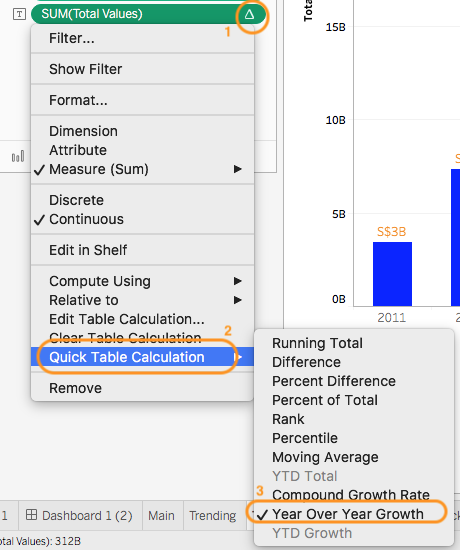 T SUM(Total Values) Δ
1
Filter...
Show Filter
Format...
Dimension
Attribute
Measure (Sum)
Discrete
Continuous
Edit in Shelf
Compute Using
Relative to
Edit Table Calculation...
Clear Table Calculation
2
Quick Table Calculation
Remove
15B
10B
5B
0B
S$3B
2011
2
Running Total
Difference
Percent Difference
Percent of Total
Rank
Percentile
Moving Average
YTD Total
3
Compound Growth Rate
Year Over Year Growth
YTD Growth
1 Dashboard 1 (2) Main Trending
otal Values): 312B